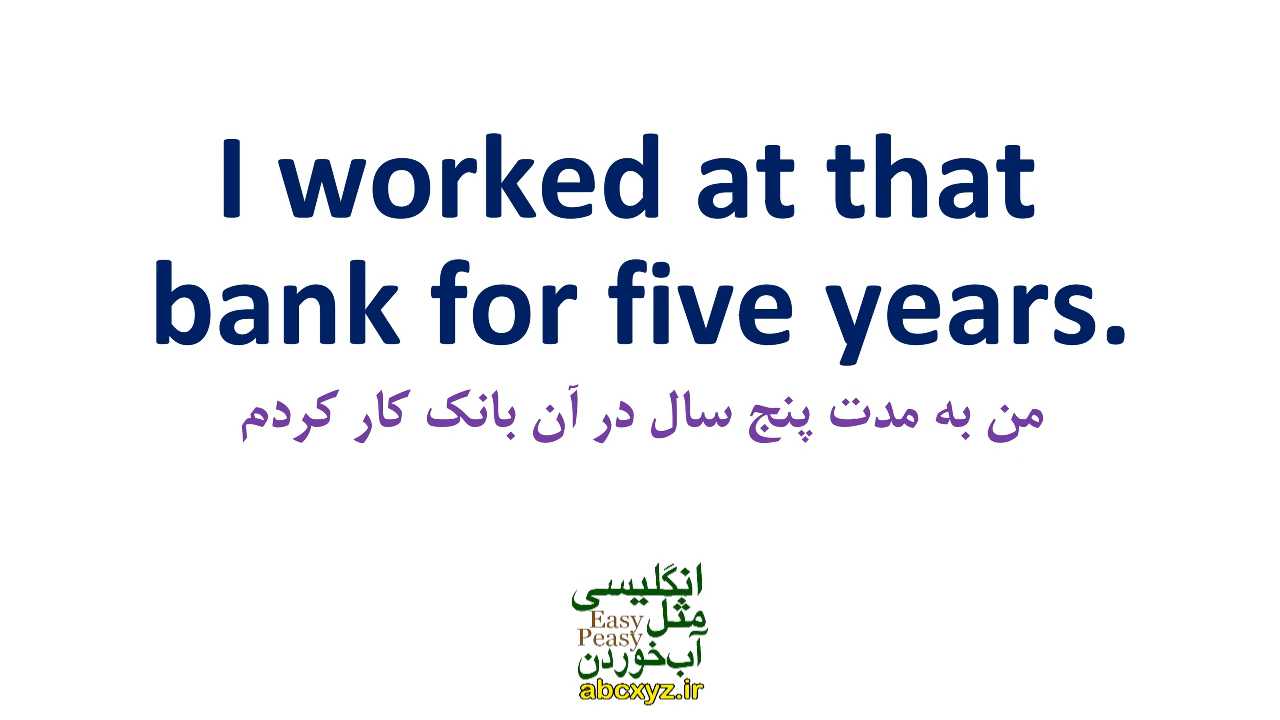 I worked at that
bank for five years.
من به مدت پنج سال در آن بانک کار کردم
انگلیسی
مثل
Easy
Peasy
آب‌خوردن
abcxyz.ir